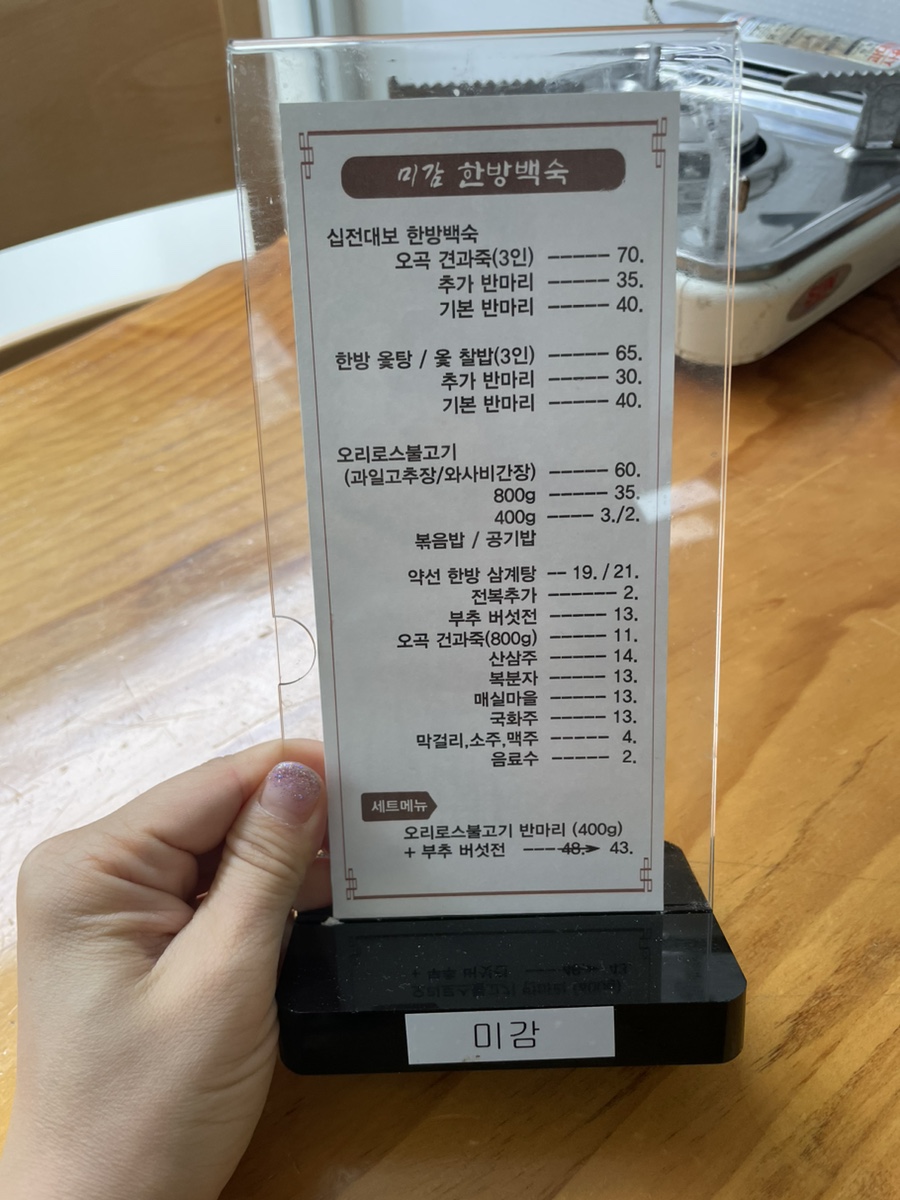 미감 한방백숙
십전대보 한방백숙
오곡 견과죽(3인) ----- 70.
추가 반마리 ----- 35.
기본 반마리 ----- 40.
한방 옻탕 / 옻 찰밥(3인) ----- 65.
추가 반마리 ----- 30.
기본 반마리 ----- 40.
오리로스불고기
(과일고추장/와사비간장) ----- 60.
800g ----- 35.
400g ---- 3./2.
볶음밥 / 공기밥
약선 한방 삼계탕 -- 19. / 21.
전복추가 ------ 2.
부추 버섯전 ----- 13.
오곡 견과죽(800g) ----- 11.
산삼주 ----- 14.
복분자 ----- 13.
매실마을 ----- 13.
국화주 ----- 13.
막걸리,소주,맥주 ----- 4.
음료수 ----- 2.
세트메뉴
오리로스불고기 반마리 (400g)
+ 부추 버섯전 --- 48.→ 43.
미감